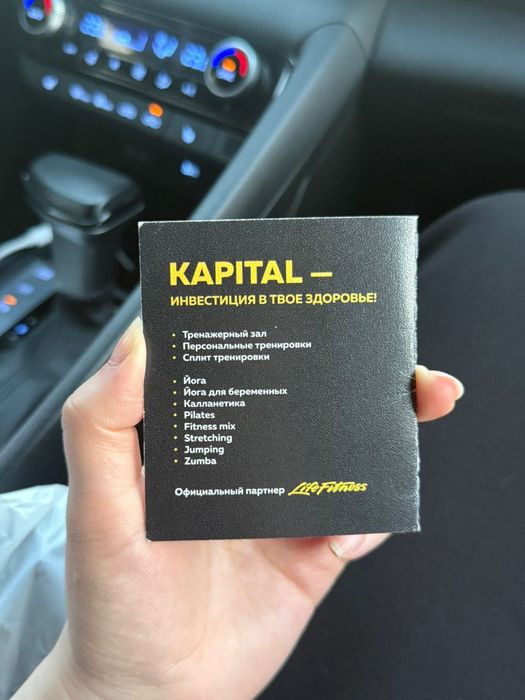 KAPITAL —
ИНВЕСТИЦИЯ В ТВОЕ ЗДОРОВЬЕ!
• Тренажерный зал
• Персональные тренировки
• Сплит тренировки
• Йога
• Йога для беременных
• Калланетика
• Pilates
• Fitness mix
• Stretching
• Jumping
• Zumba
Официальный партнер LifeFitness